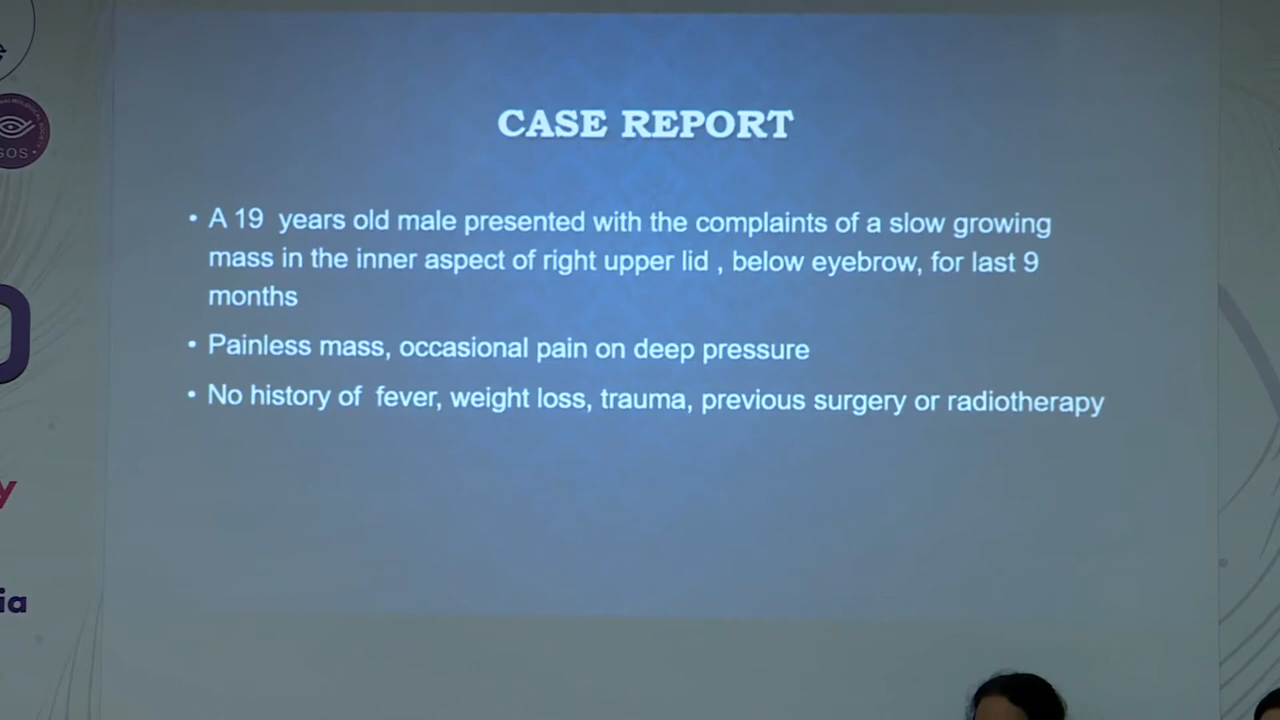 CASE REPORT
• A 19 years old male presented with the complaints of a slow growing
mass in the inner aspect of right upper lid , below eyebrow, for last 9
months
• Painless mass, occasional pain on deep pressure
• No history of fever, weight loss, trauma, previous surgery or radiotherapy
y
ia